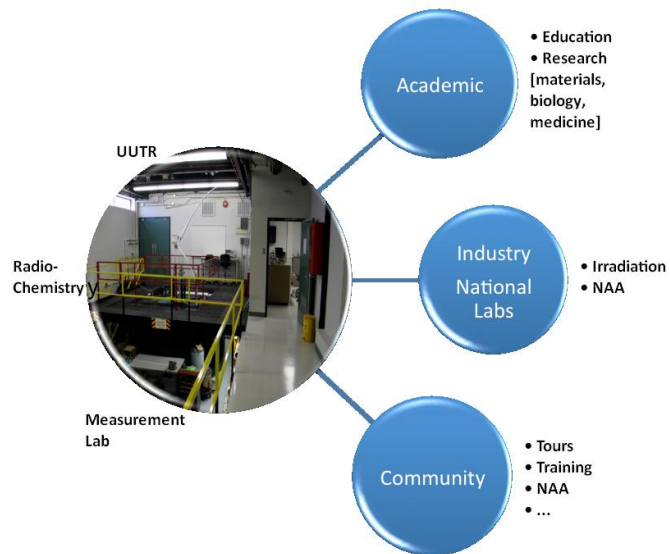 UUTR
Radio-
Chemistry
Measurement
Lab
Academic
• Education
• Research
[materials,
biology,
medicine]
Industry
National
Labs
• Irradiation
• NAA
Community
• Tours
• Training
• NAA
• ...